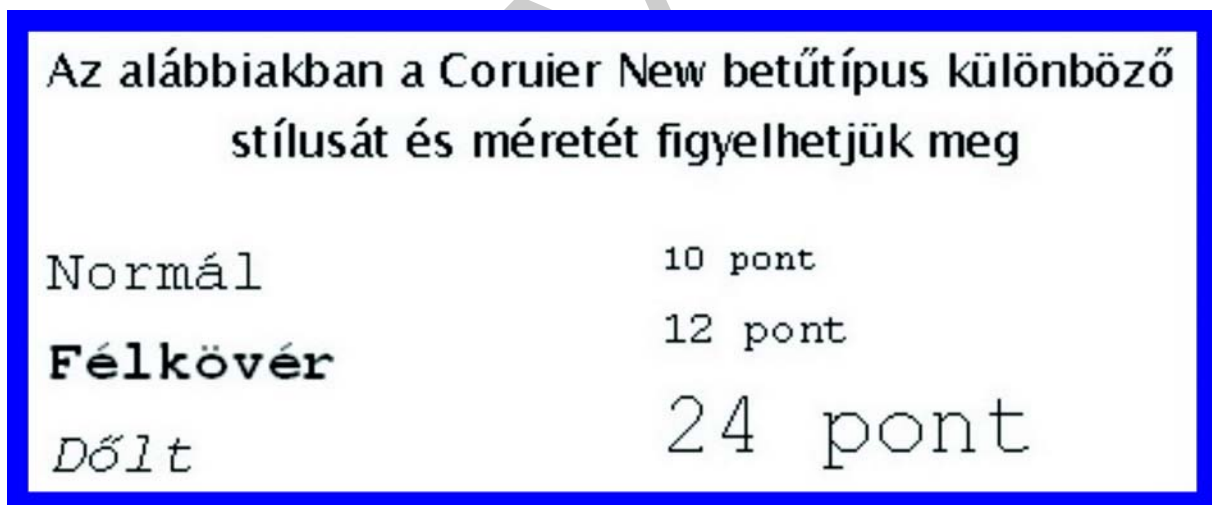 Az alábbiakban a Coruier New betűtípus különböző
stílusát és méretét figyelhetjük meg
Normál
Félkövér
Dőlt
10 pont
12 pont
24 pont